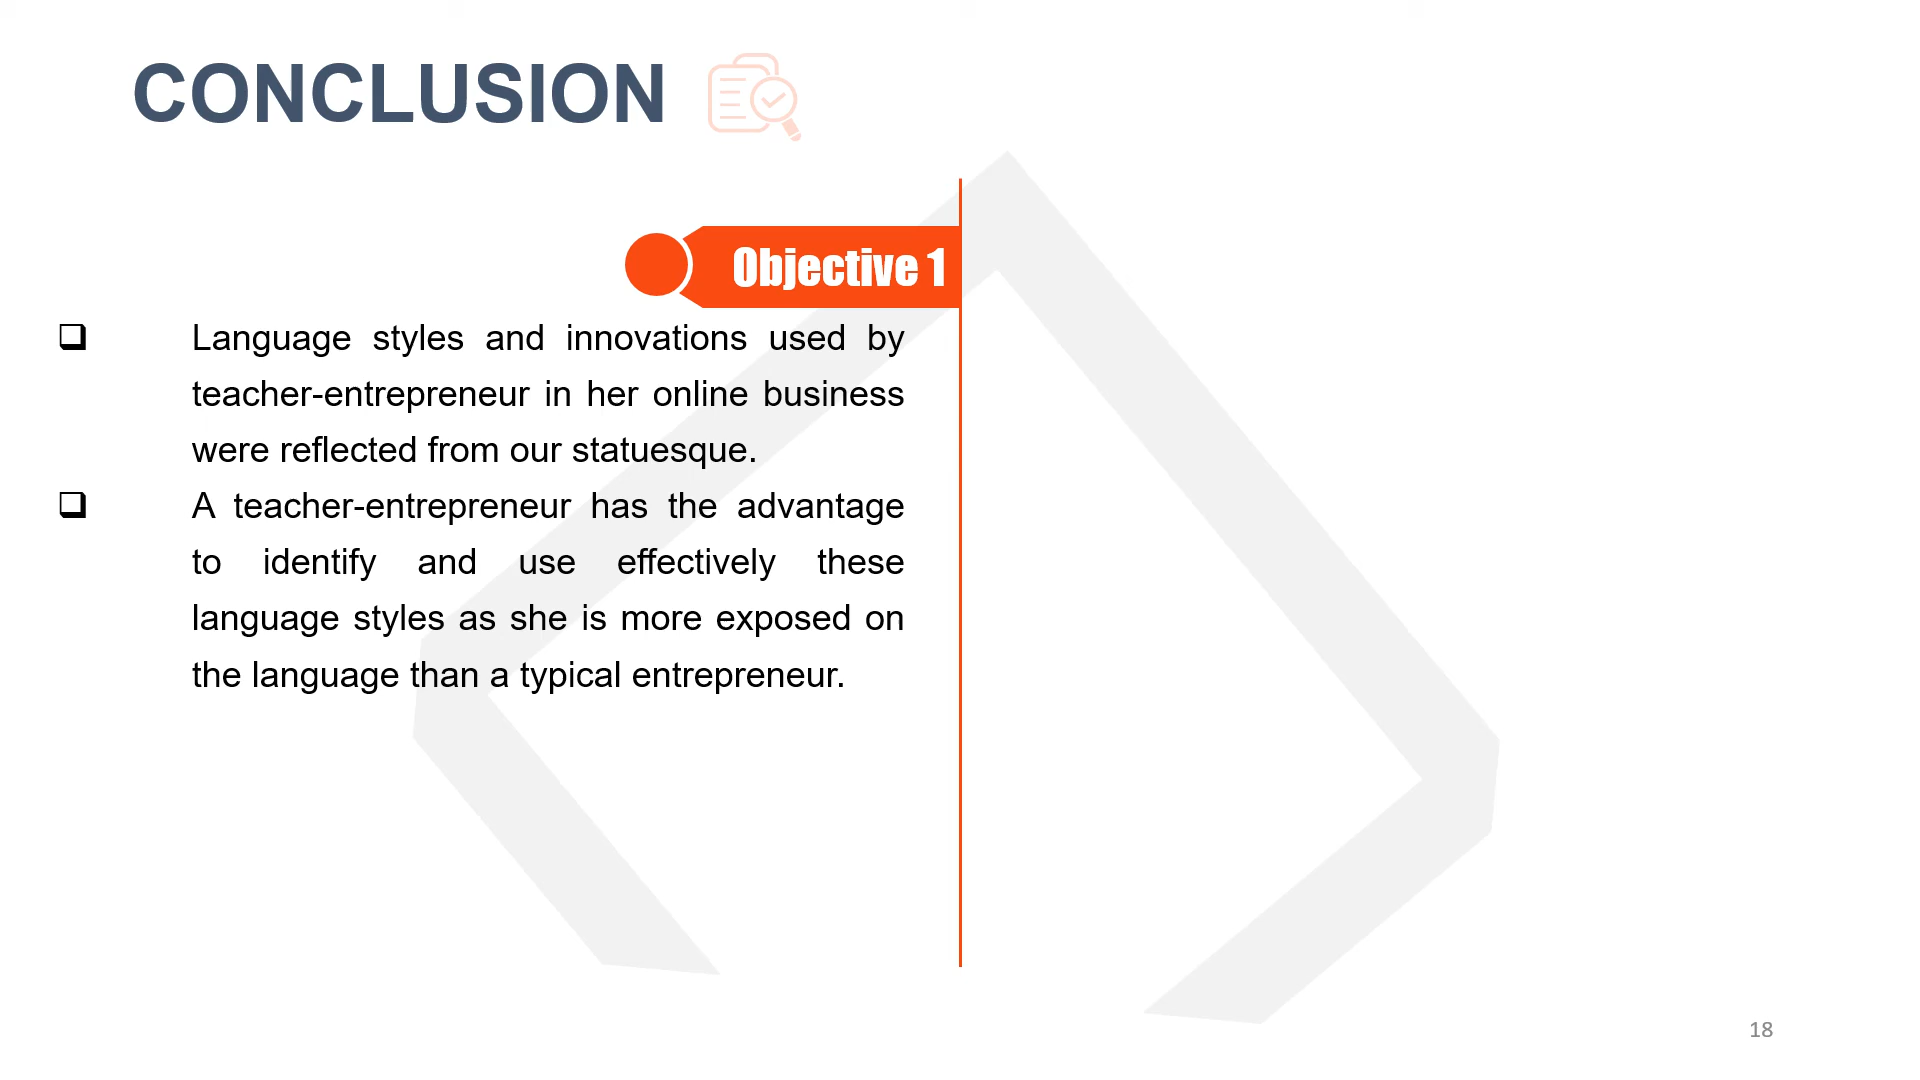 CONCLUSION
Objective 1
❑ Language styles and innovations used by
teacher-entrepreneur in her online business
were reflected from our statuesque.
❑ A teacher-entrepreneur has the advantage
to identify and use effectively these
language styles as she is more exposed on
the language than a typical entrepreneur.
18